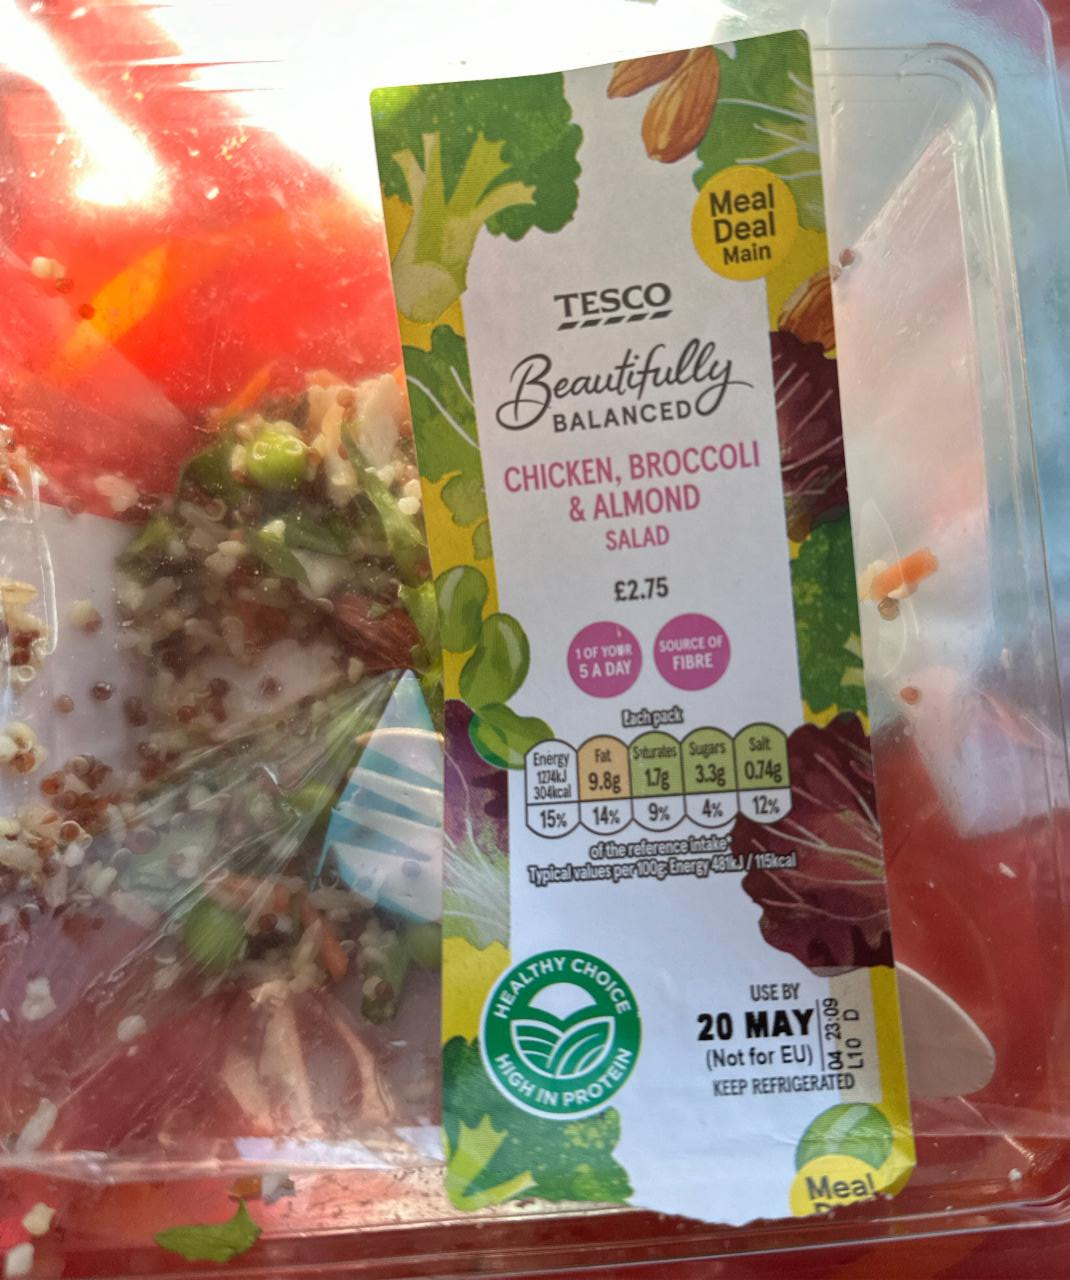 Meal
Deal
Main
TESCO
Beautifully
BALANCED
CHICKEN, BROCCOLI
& ALMOND
SALAD
£2.75
1 OF YOUR
5 A DAY
SOURCE OF
FIBRE
Each pack
Energy
1274kJ
304kcal
15%
Fat
9.8g
14%
Saturates
1.7g
9%
Sugars
3.3g
4%
Salt
0.74g
12%
of the reference intake*
Typical values per 100g: Energy 481kJ / 115kcal
HEALTHY CHOICE
HIGH IN PROTEIN
USE BY
20 MAY
(Not for EU)
KEEP REFRIGERATED
04 23:09
L10 D
Meal